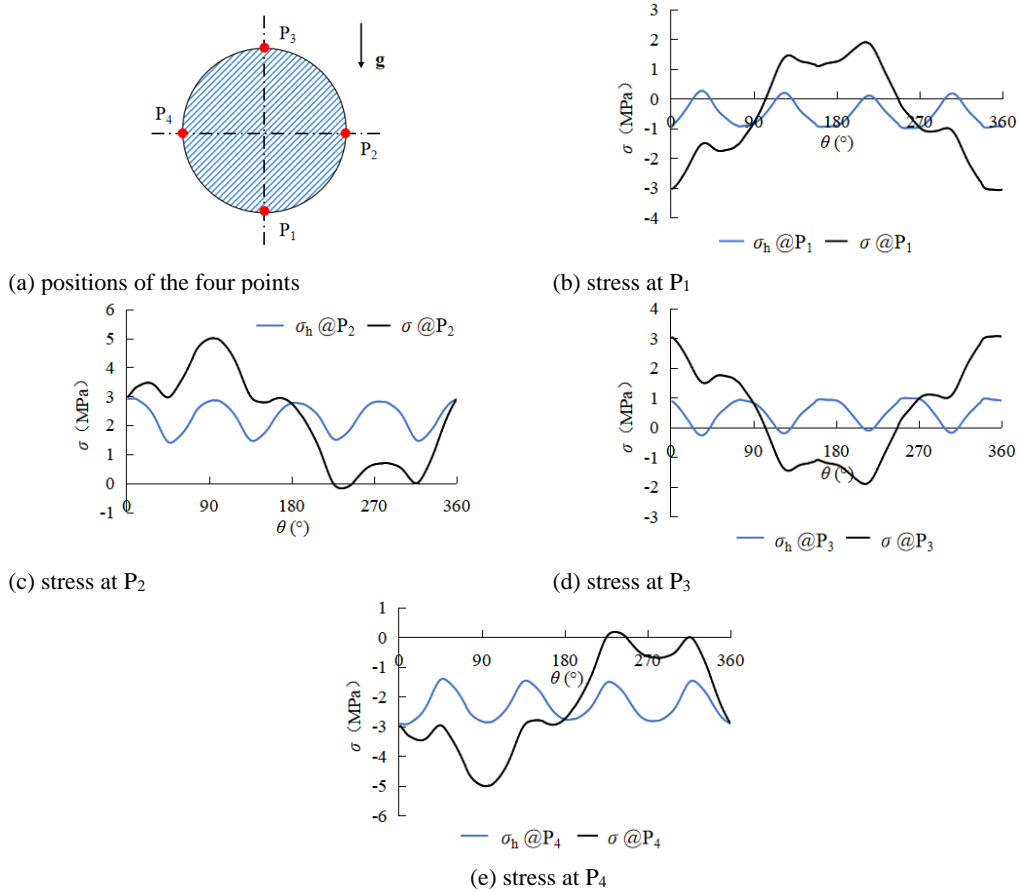 P3
g
P4
P2
P1
(a) positions of the four points
3
2
1
0
-1
-2
-3
-4
σ (MPa)
0 90 180 270 360
θ (°)
σh @P1 σ @P1
(b) stress at P1
6
5
4
3
2
1
0
-1
σ (MPa)
0 90 180 270 360
θ (°)
σh @P2 σ @P2
(c) stress at P2
4
3
2
1
0
-1
-2
-3
σ (MPa)
0 90 180 270 360
θ (°)
σh @P3 σ @P3
(d) stress at P3
1
0
-1
-2
-3
-4
-5
-6
σ (MPa)
0 90 180 270 360
θ (°)
σh @P4 σ @P4
(e) stress at P4